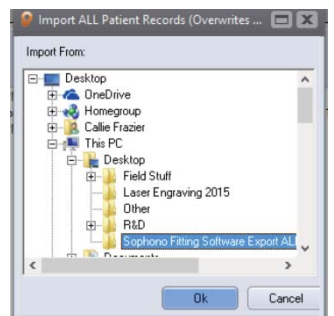 Import ALL Patient Records (Overwrites ...
Import From:
Desktop
OneDrive
Homegroup
Callie Frazier
This PC
Desktop
Field Stuff
Laser Engraving 2015
Other
R&D
Sophono Fitting Software Export ALL
Documents
Ok
Cancel